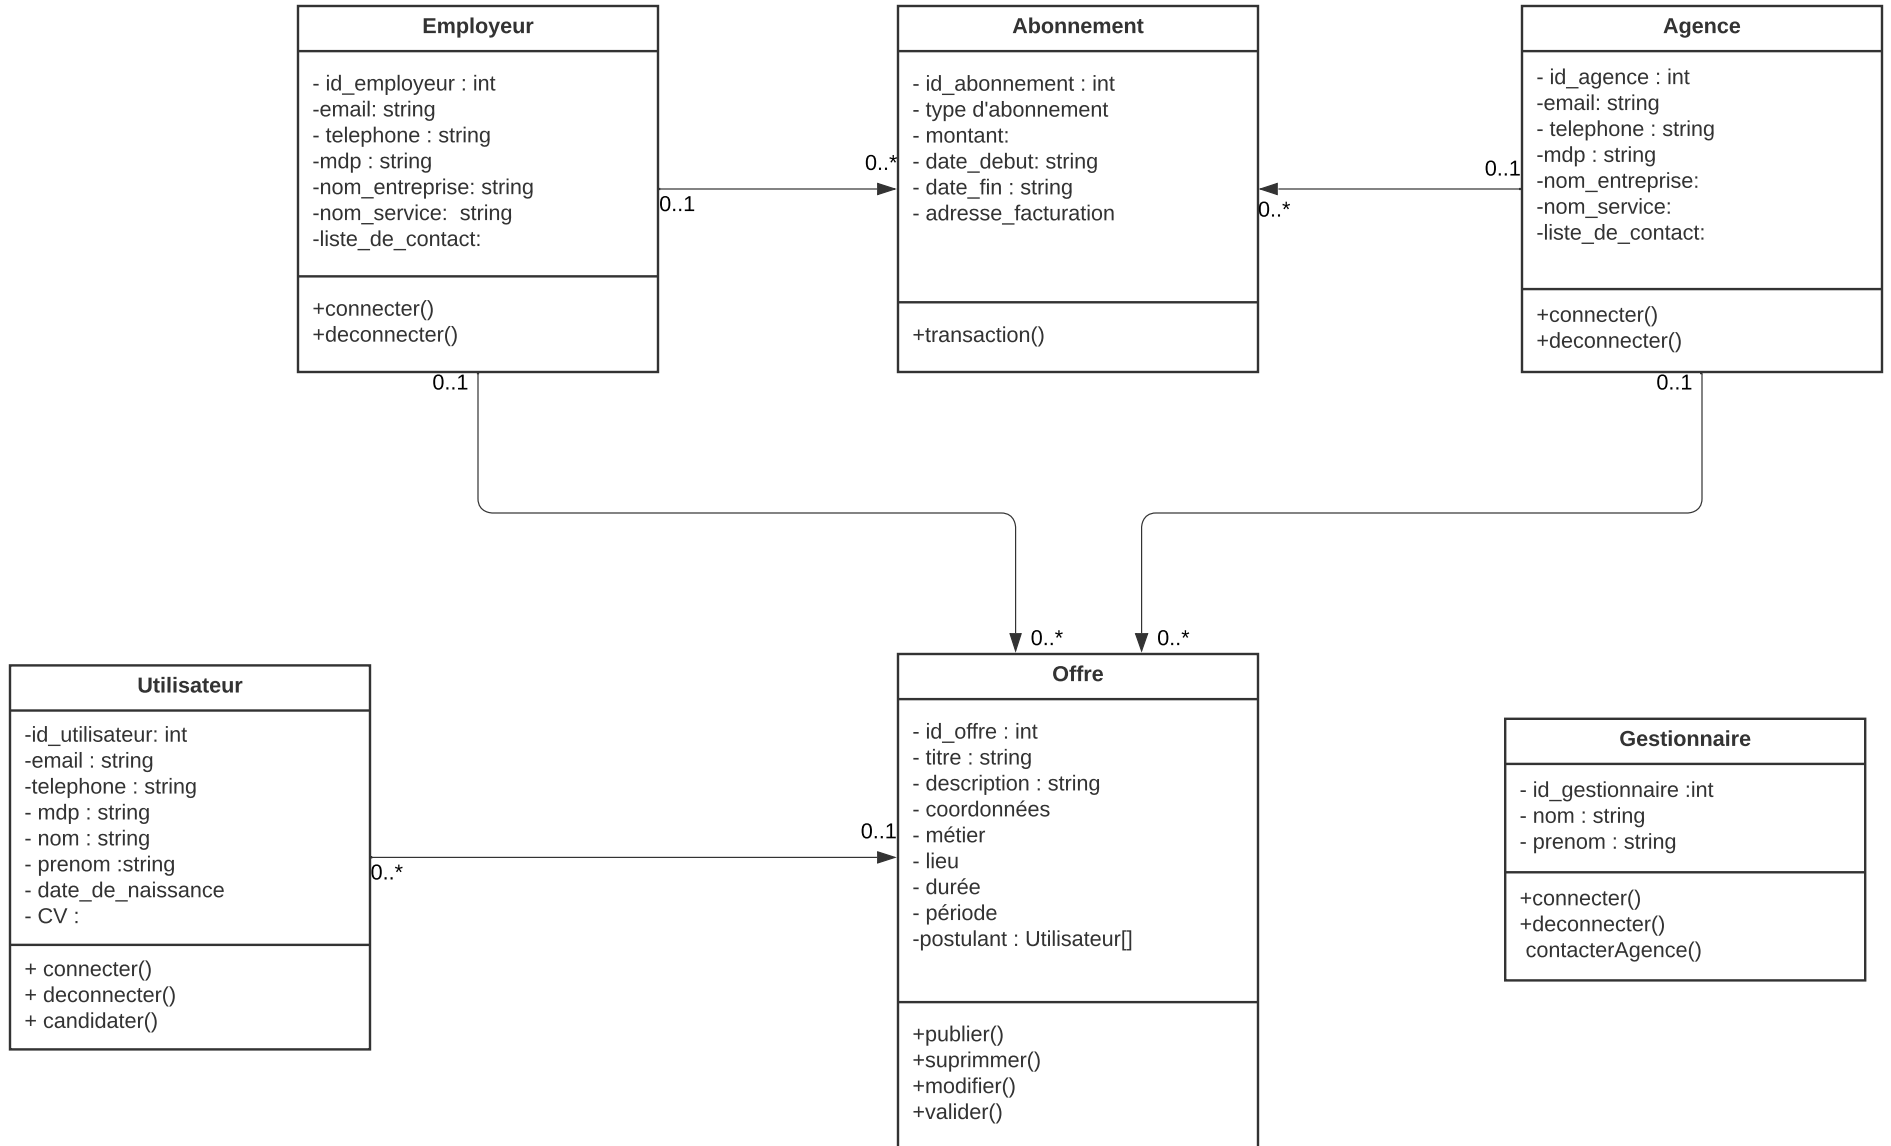 Employeur
- id_employeur : int
-email: string
- telephone : string
-mdp : string
-nom_entreprise: string
-nom_service:  string
-liste_de_contact:
+connecter()
+deconnecter()
0..1
0..*
Abonnement
- id_abonnement : int
- type d'abonnement
- montant:
- date_debut: string
- date_fin : string
- adresse_facturation
+transaction()
0..*
0..1
Agence
- id_agence : int
-email: string
- telephone : string
-mdp : string
-nom_entreprise:
-nom_service:
-liste_de_contact:
+connecter()
+deconnecter()
0..1
0..1
0..*
0..*
Utilisateur
-id_utilisateur: int
-email : string
-telephone : string
- mdp : string
- nom : string
- prenom :string
- date_de_naissance
- CV :
+ connecter()
+ deconnecter()
+ candidater()
0..*
0..1
Offre
- id_offre : int
- titre : string
- description : string
- coordonnées
- métier
- lieu
- durée
- période
-postulant : Utilisateur[]
+publier()
+suprimmer()
+modifier()
+valider()
Gestionnaire
- id_gestionnaire :int
- nom : string
- prenom : string
+connecter()
+deconnecter()
contacterAgence()